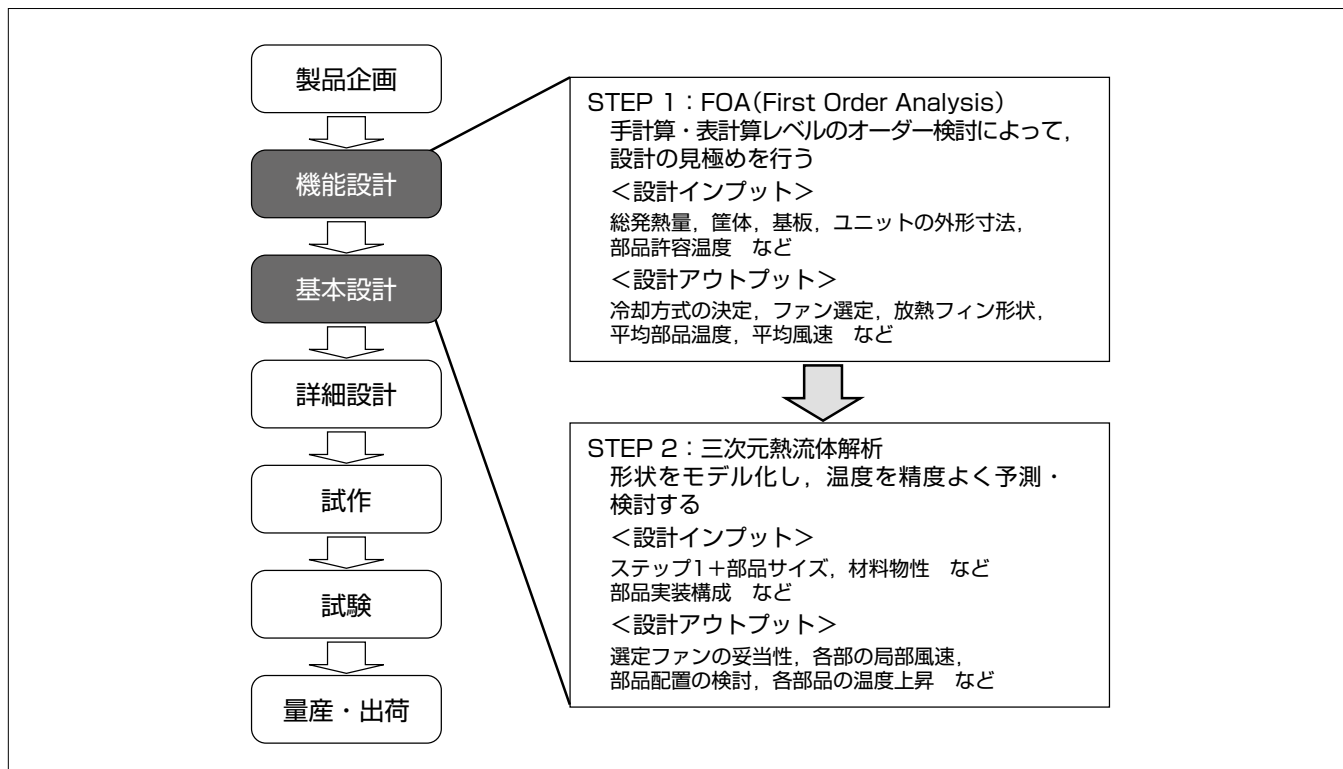 製品企画
機能設計
基本設計
詳細設計
試作
試験
量産・出荷
STEP 1：FOA(First Order Analysis)
手計算・表計算レベルのオーダー検討によって，
設計の見極めを行う
＜設計インプット＞
総発熱量，筐体，基板，ユニットの外形寸法，
部品許容温度　など
＜設計アウトプット＞
冷却方式の決定，ファン選定，放熱フィン形状，
平均部品温度，平均風速　など
STEP 2：三次元熱流体解析
形状をモデル化し，温度を精度よく予測・
検討する
＜設計インプット＞
ステップ1＋部品サイズ，材料物性　など
部品実装構成　など
＜設計アウトプット＞
選定ファンの妥当性，各部の局部風速，
部品配置の検討，各部品の温度上昇　など